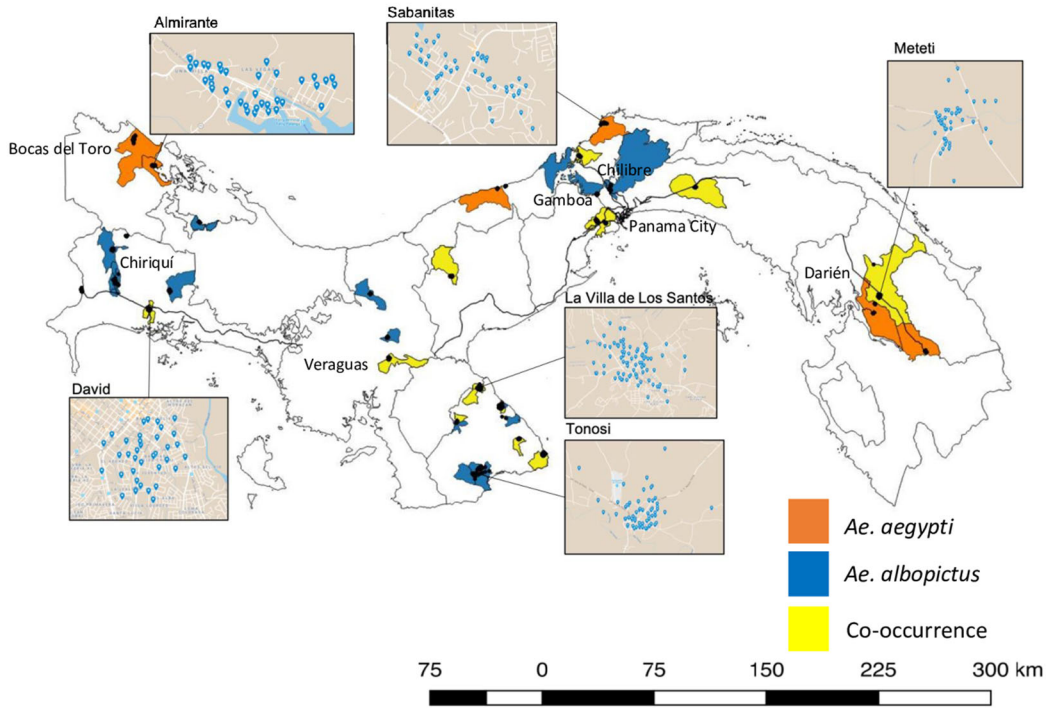 Almirante
Sabanitas
Meteti
Bocas del Toro
Chilibre
Gamboa
Panama City
Chiriquí
Darién
La Villa de Los Santos
Veraguas
David
Tonosi
Ae. aegypti
Ae. albopictus
Co-occurrence
75 0 75 150 225 300 km